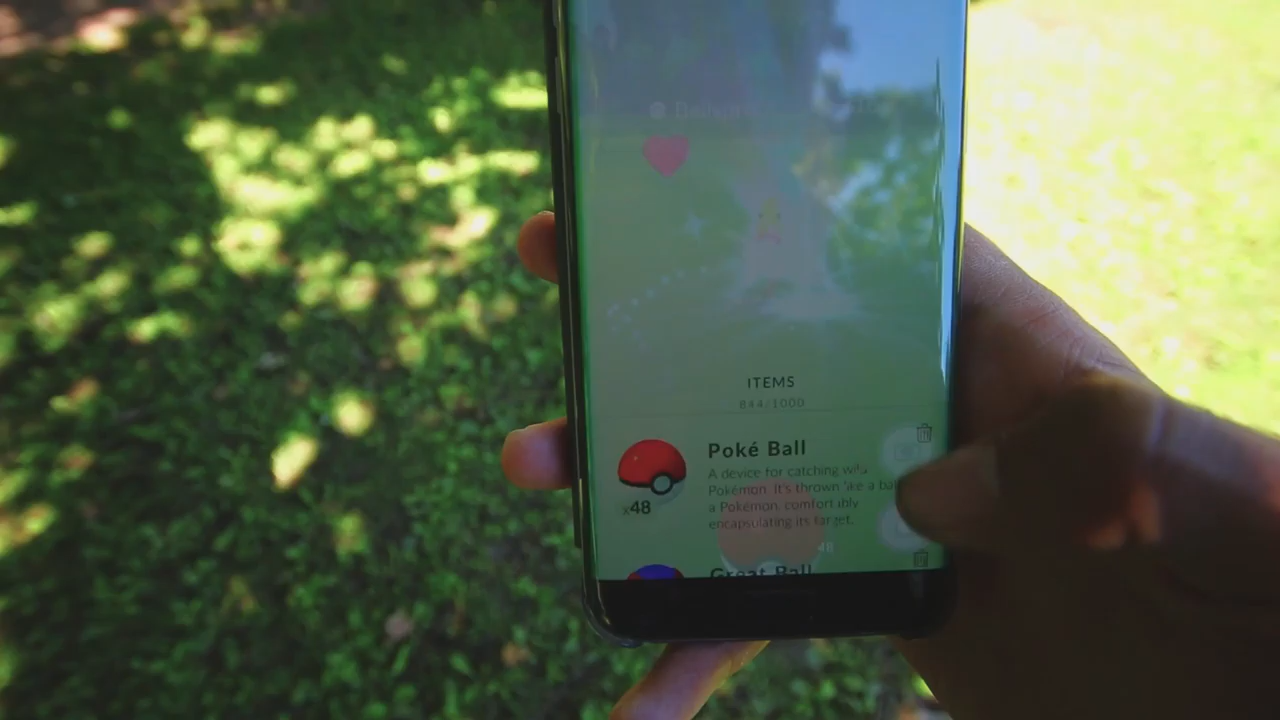 ITEMS
844/1000
Poké Ball
A device for catching wild
Pokémon. It's thrown like a ball
a Pokémon, comfortably
encapsulating its target.
x48
48
Great Ball